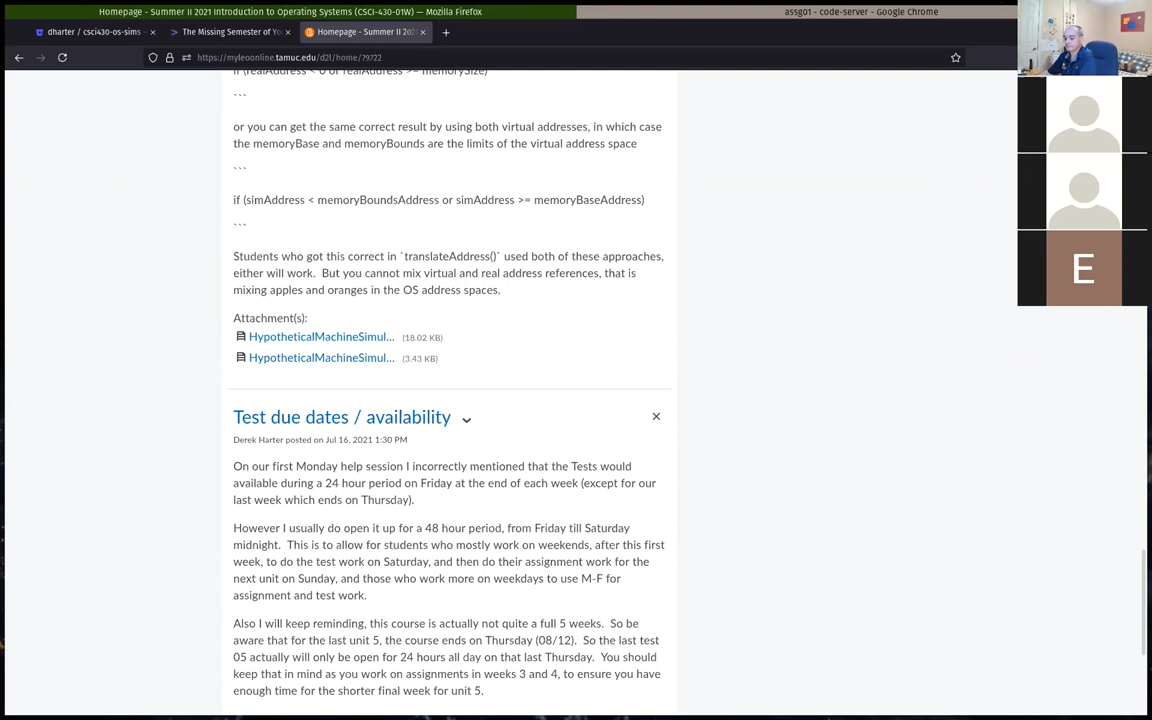 Homepage - Summer II 2021 Introduction to Operating Systems (CSCI-430-01W) — Mozilla Firefox
assg01 - code-server - Google Chrome
dharter / csci430-os-sims –
The Missing Semester of Yo
Homepage - Summer II 202
https://myleoonline.tamuc.edu/d2l/home/79722
if (realAddress < 0 or realAddress >= memorySize)
```
or you can get the same correct result by using both virtual addresses, in which case
the memoryBase and memoryBounds are the limits of the virtual address space
```
if (simAddress < memoryBoundsAddress or simAddress >= memoryBaseAddress)
```
Students who got this correct in `translateAddress()` used both of these approaches,
either will work. But you cannot mix virtual and real address references, that is
mixing apples and oranges in the OS address spaces.
Attachment(s):
HypotheticalMachineSimul... (18.02 KB)
HypotheticalMachineSimul... (3.43 KB)
Test due dates / availability
Derek Harter posted on Jul 16, 2021 1:30 PM
On our first Monday help session I incorrectly mentioned that the Tests would
available during a 24 hour period on Friday at the end of each week (except for our
last week which ends on Thursday).
However I usually do open it up for a 48 hour period, from Friday till Saturday
midnight. This is to allow for students who mostly work on weekends, after this first
week, to do the test work on Saturday, and then do their assignment work for the
next unit on Sunday, and those who work more on weekdays to use M-F for
assignment and test work.
Also I will keep reminding, this course is actually not quite a full 5 weeks. So be
aware that for the last unit 5, the course ends on Thursday (08/12). So the last test
05 actually will only be open for 24 hours all day on that last Thursday. You should
keep that in mind as you work on assignments in weeks 3 and 4, to ensure you have
enough time for the shorter final week for unit 5.
E